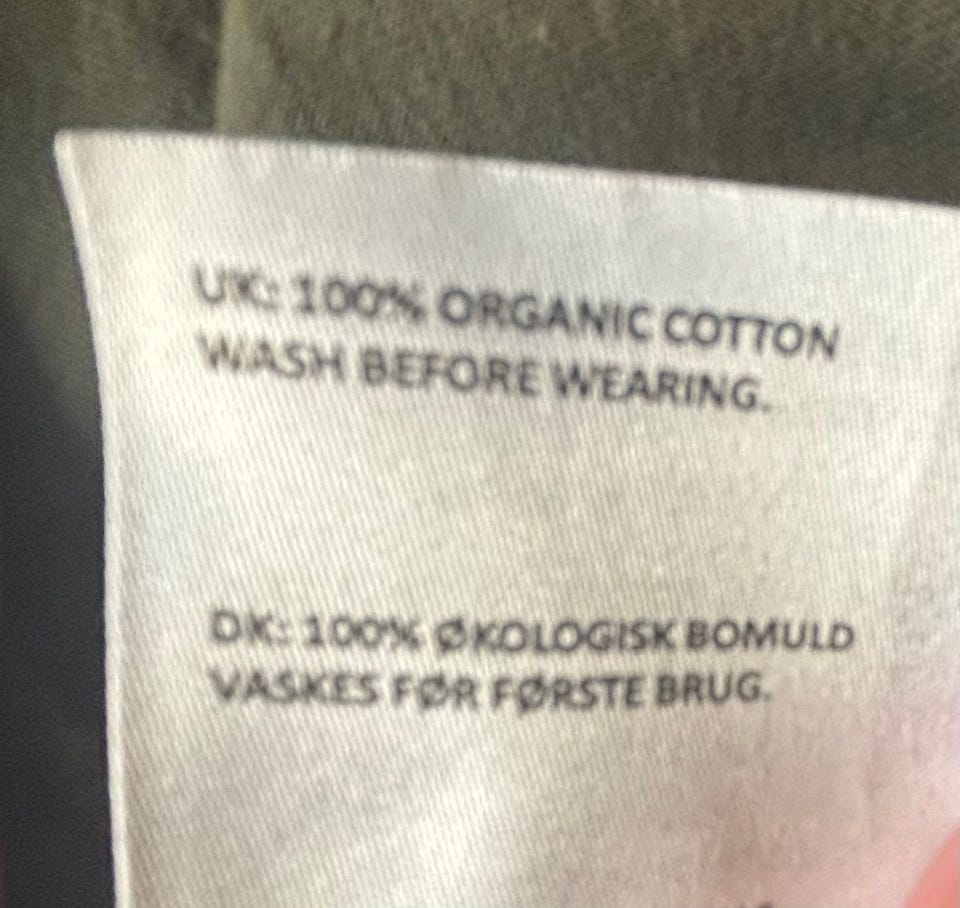 UK: 100% ORGANIC COTTON
WASH BEFORE WEARING.
DK: 100% ØKOLOGISK BOMULD
VASKES FØR FØRSTE BRUG.